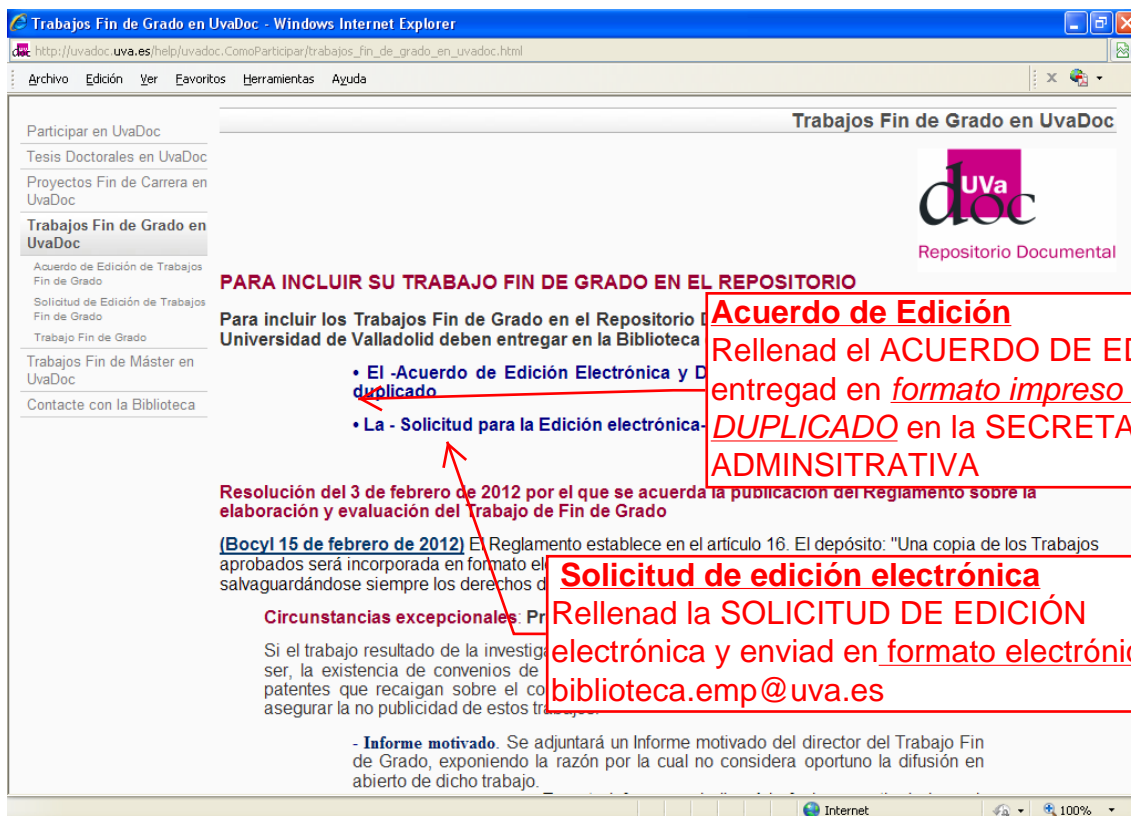 Trabajos Fin de Grado en UvaDoc - Windows Internet Explorer
http://uvadoc.uva.es/help/uvadoc.ComoParticipar/trabajos_fin_de_grado_en_uvadoc.html
Archivo Edición Ver Favoritos Herramientas Ayuda
Participar en UvaDoc
Tesis Doctorales en UvaDoc
Proyectos Fin de Carrera en
UvaDoc
Trabajos Fin de Grado en
UvaDoc
Acuerdo de Edición de Trabajos
Fin de Grado
Solicitud de Edición de Trabajos
Fin de Grado
Trabajo Fin de Grado
Trabajos Fin de Máster en
UvaDoc
Contacte con la Biblioteca
Trabajos Fin de Grado en UvaDoc
UVa
doc
Repositorio Documental
PARA INCLUIR SU TRABAJO FIN DE GRADO EN EL REPOSITORIO
Para incluir los Trabajos Fin de Grado en el Repositorio
Universidad de Valladolid deben entregar en la Biblioteca
• El -Acuerdo de Edición Electrónica y
duplicado
• La - Solicitud para la Edición electrónica-
Acuerdo de Edición
Rellenad el ACUERDO DE
entregad en formato impreso
DUPLICADO en la
ADMINSITRATIVA
Resolución del 3 de febrero de 2012 por el que se acuerda la publicación del Reglamento sobre la
elaboración y evaluación del Trabajo de Fin de Grado
(Bocyl 15 de febrero de 2012) El Reglamento establece en el artículo 16. El depósito: "Una copia de los Trabajos
aprobados será incorporada en formato
salvaguardándose siempre los derechos
Circunstancias excepcionales:
Si el trabajo resultado de la
ser, la existencia de convenios de
patentes que recaigan sobre el
asegurar la no publicidad de estos trabajos.
Solicitud de edición electrónica
Rellenad la SOLICITUD DE EDICIÓN
electrónica y enviad en formato
biblioteca.emp@uva.es
- Informe motivado. Se adjuntará un Informe motivado del director del Trabajo Fin
de Grado, exponiendo la razón por la cual no considera oportuno la difusión en
abierto de dicho trabajo.
Internet
100%